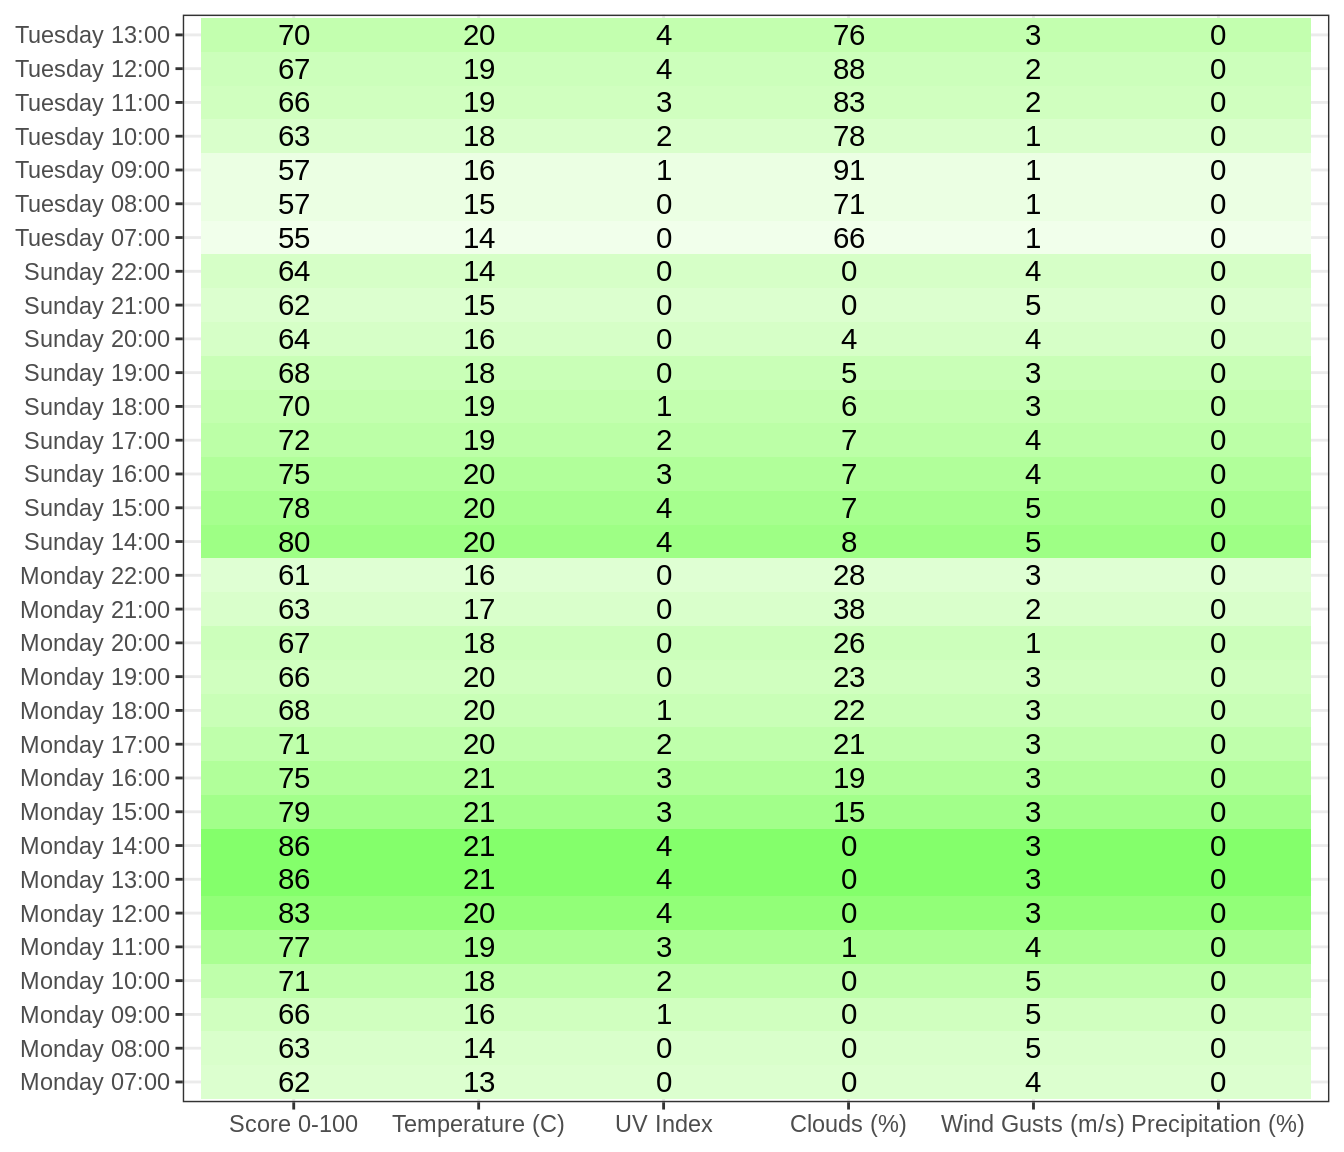 Tuesday 13:00 70 20 4 76 3 0
Tuesday 12:00 67 19 4 88 2 0
Tuesday 11:00 66 19 3 83 2 0
Tuesday 10:00 63 18 2 78 1 0
Tuesday 09:00 57 16 1 91 1 0
Tuesday 08:00 57 15 0 71 1 0
Tuesday 07:00 55 14 0 66 1 0
Sunday 22:00 64 14 0 0 4 0
Sunday 21:00 62 15 0 0 5 0
Sunday 20:00 64 16 0 4 4 0
Sunday 19:00 68 18 0 5 3 0
Sunday 18:00 70 19 1 6 3 0
Sunday 17:00 72 19 2 7 4 0
Sunday 16:00 75 20 3 7 4 0
Sunday 15:00 78 20 4 7 5 0
Sunday 14:00 80 20 4 8 5 0
Monday 22:00 61 16 0 28 3 0
Monday 21:00 63 17 0 38 2 0
Monday 20:00 67 18 0 26 1 0
Monday 19:00 66 20 0 23 3 0
Monday 18:00 68 20 1 22 3 0
Monday 17:00 71 20 2 21 3 0
Monday 16:00 75 21 3 19 3 0
Monday 15:00 79 21 3 15 3 0
Monday 14:00 86 21 4 0 3 0
Monday 13:00 86 21 4 0 3 0
Monday 12:00 83 20 4 0 3 0
Monday 11:00 77 19 3 1 4 0
Monday 10:00 71 18 2 0 5 0
Monday 09:00 66 16 1 0 5 0
Monday 08:00 63 14 0 0 5 0
Monday 07:00 62 13 0 0 4 0
Score 0-100 Temperature (C) UV Index Clouds (%) Wind Gusts (m/s) Precipitation (%)